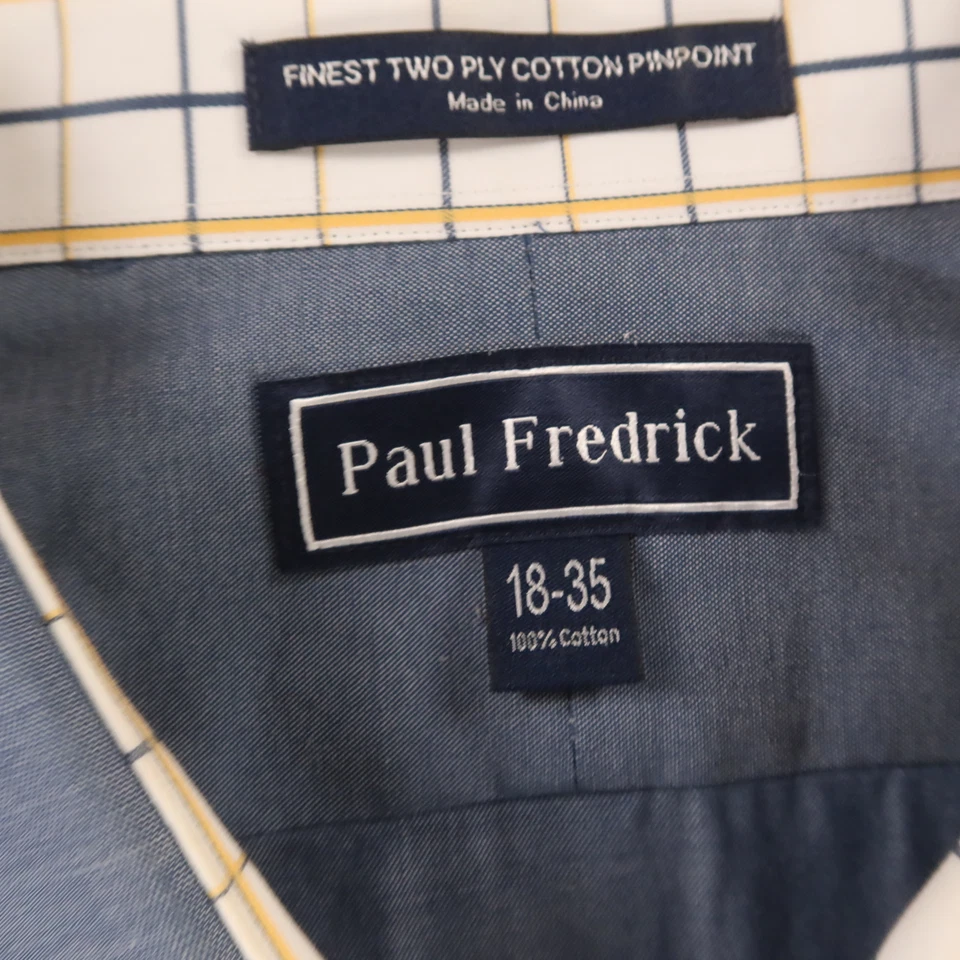 FINEST TWO PLY COTTON PINPOINT
Made in China
Paul Fredrick
18-35
100% Cotton